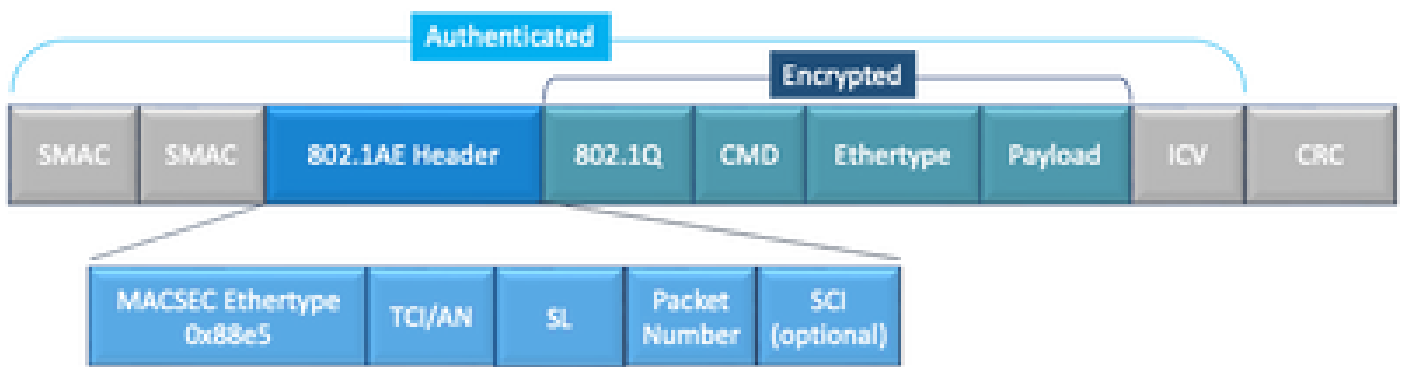 Authenticated
Encrypted
SMAC
SMAC
802.1AE Header
802.1Q
CMD
Ethertype
Payload
ICV
CRC
MACSEC Ethertype
0x88e5
TCI/AN
SL
Packet
Number
SCI
(optional)